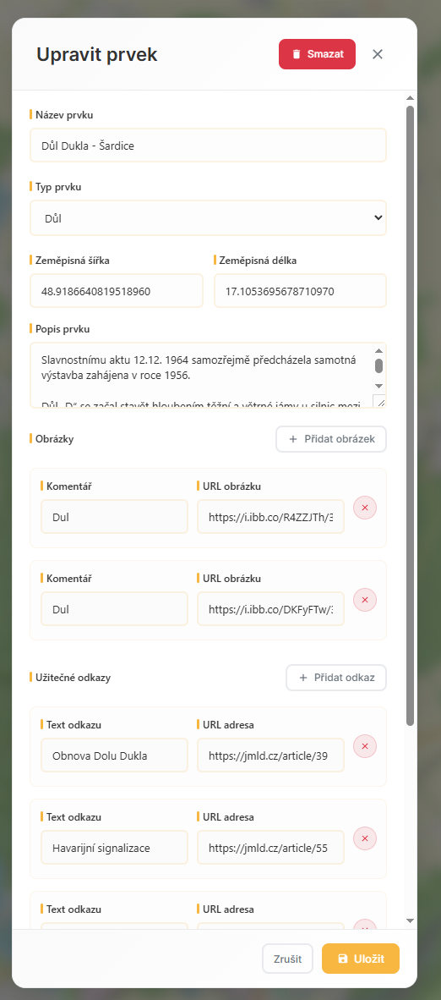 Upravit prvek
Smazat
Název prvku
Důl Dukla - Šardice
Typ prvku
Důl
Zeměpisná šířka
Zeměpisná délka
48.9186640819518960
17.1053695678710970
Popis prvku
Slavnostnímu aktu 12.12. 1964 samozřejmě předcházela samotná
výstavba zahájena v roce 1956.
Důl „D“ se začal stavět hloubením těžní a větrné jámy u silnic mezi
Obrázky
+ Přidat obrázek
Komentář
URL obrázku
Dul
https://i.ibb.co/R4ZZJTh/3
Komentář
URL obrázku
Dul
https://i.ibb.co/DKFyFTw/3
Užitečné odkazy
+ Přidat odkaz
Text odkazu
URL adresa
Obnova Dolu Dukla
https://jmld.cz/article/39
Text odkazu
URL adresa
Havarijní signalizace
https://jmld.cz/article/55
Text odkazu
URL adresa
Zrušit
Uložit